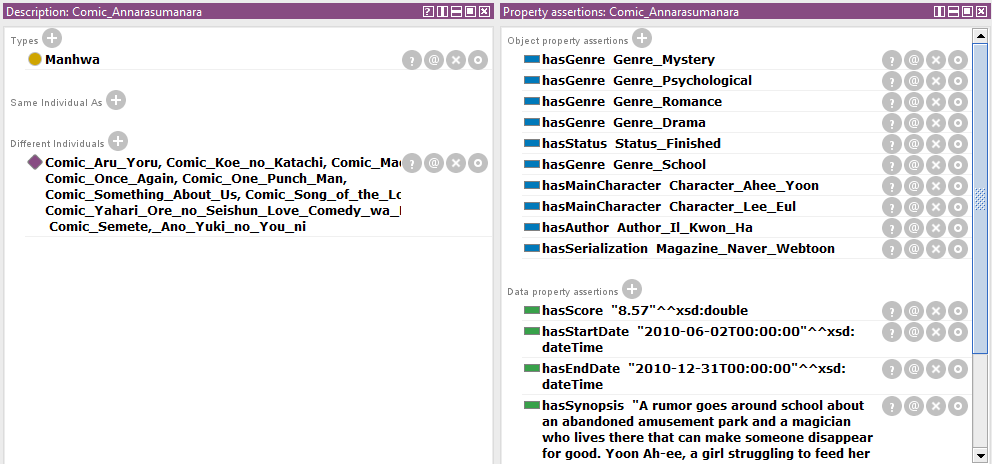 Description: Comic_Annarasumanara
Types
Manhwa
Same Individual As
Different Individuals
Comic_Aru_Yoru, Comic_Koe_no_Katachi, Comic_Mad
Comic_Once_Again, Comic_One_Punch_Man,
Comic_Something_About_Us, Comic_Song_of_the_Lo
Comic_Yahari_Ore_no_Seishun_Love_Comedy_wa_
Comic_Semete,_Ano_Yuki_no_You_ni
Property assertions: Comic_Annarasumanara
Object property assertions
hasGenre Genre_Mystery
hasGenre Genre_Psychological
hasGenre Genre_Romance
hasGenre Genre_Drama
hasStatus Status_Finished
hasGenre Genre_School
hasMainCharacter Character_Ahee_Yoon
hasMainCharacter Character_Lee_Eul
hasAuthor Author_Il_Kwon_Ha
hasSerialization Magazine_Naver_Webtoon
Data property assertions
hasScore "8.57"^^xsd:double
hasStartDate "2010-06-02T00:00:00"^^xsd:
dateTime
hasEndDate "2010-12-31T00:00:00"^^xsd:
dateTime
hasSynopsis "A rumor goes around school about
an abandoned amusement park and a magician
who lives there that can make someone disappear
for good. Yoon Ah-ee, a girl struggling to feed her